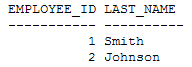 EMPLOYEE_ID LAST_NAME
----------- ----------
          1 Smith
          2 Johnson